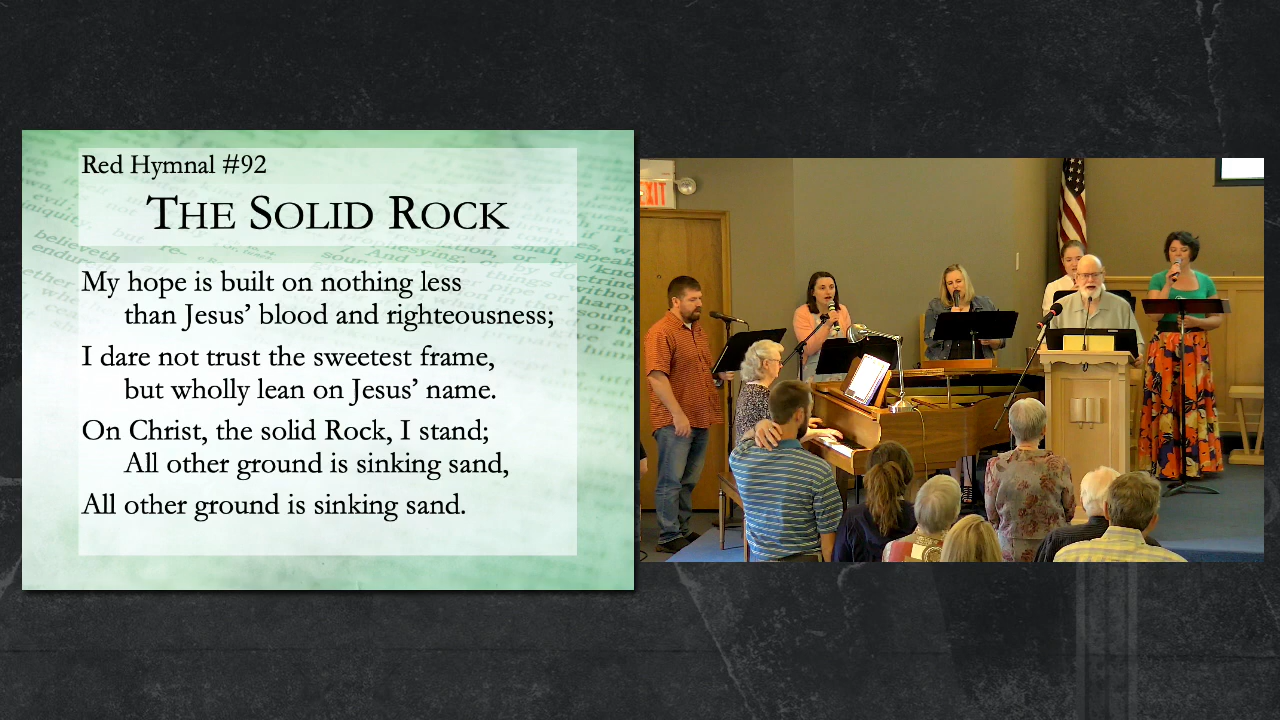 Red Hymnal #92
THE SOLID ROCK
My hope is built on nothing less
than Jesus’ blood and righteousness;
I dare not trust the sweetest frame,
but wholly lean on Jesus’ name.
On Christ, the solid Rock, I stand;
All other ground is sinking sand,
All other ground is sinking sand.
EXIT